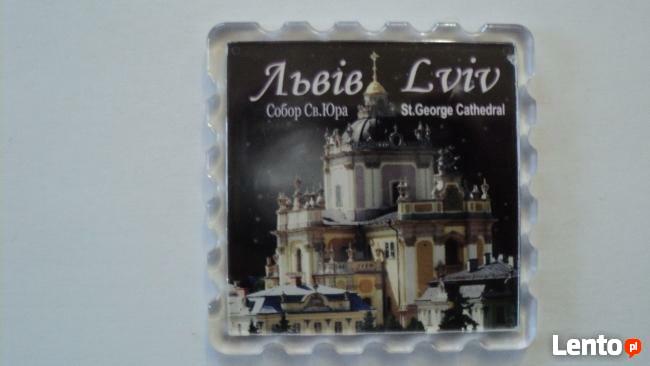 Львів Lviv
Собор Св.Юра St.George Cathedral
Lento.pl